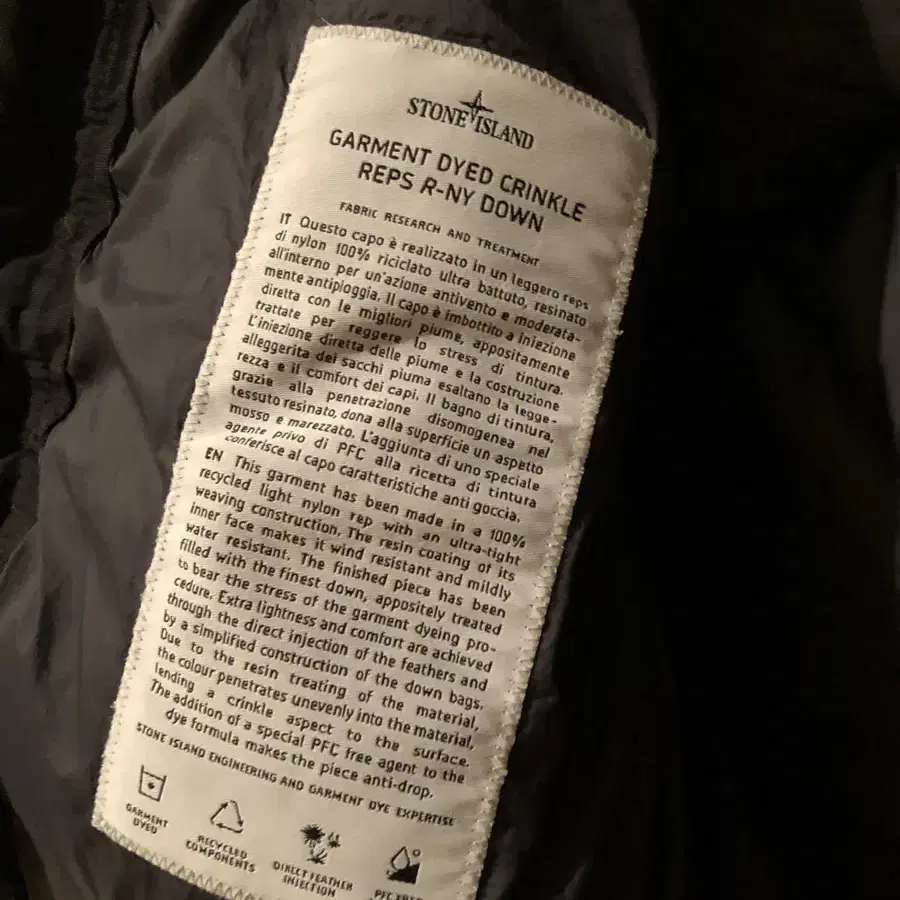 STONE ISLAND
GARMENT DYED CRINKLE
REPS R-NY DOWN
FABRIC RESEARCH AND TREATMENT
IT Questo capo è realizzato in un leggero reps
di nylon 100% riciclato ultra battuto, resinato
all'interno per un'azione antivento e moderata-
mente antipioggia. Il capo è imbottito a iniezione
diretta con le migliori piume, appositamente
trattate per reggere lo stress di tintura.
L'iniezione diretta delle piume e la costruzione
alleggerita dei sacchi piuma esaltano la legge-
rezza e il comfort dei capi. Il bagno di tintura,
grazie alla penetrazione disomogenea nel
tessuto resinato, dona alla superficie un aspetto
mosso e marezzato. L'aggiunta di uno speciale
agente privo di PFC alla ricetta di tintura
conferisce al capo caratteristiche anti goccia.
EN This garment has been made in a 100%
recycled light nylon rep with an ultra-tight
weaving construction. The resin coating of its
inner face makes it wind resistant and mildly
water resistant. The finished piece has been
filled with the finest down, appositely treated
to bear the stress of the garment dyeing pro-
cedure. Extra lightness and comfort are achieved
through the direct injection of the feathers and
by a simplified construction of the down bags.
Due to the resin treating of the material,
the colour penetrates unevenly into the material,
lending a crinkle aspect to the surface.
The addition of a special PFC free agent to the
dye formula makes the piece anti-drop.
STONE ISLAND ENGINEERING AND GARMENT DYE EXPERTISE
GARMENT
DYED
RECYCLED
COMPONENTS
DIRECT FEATHER
INJECTION
PFC FREE